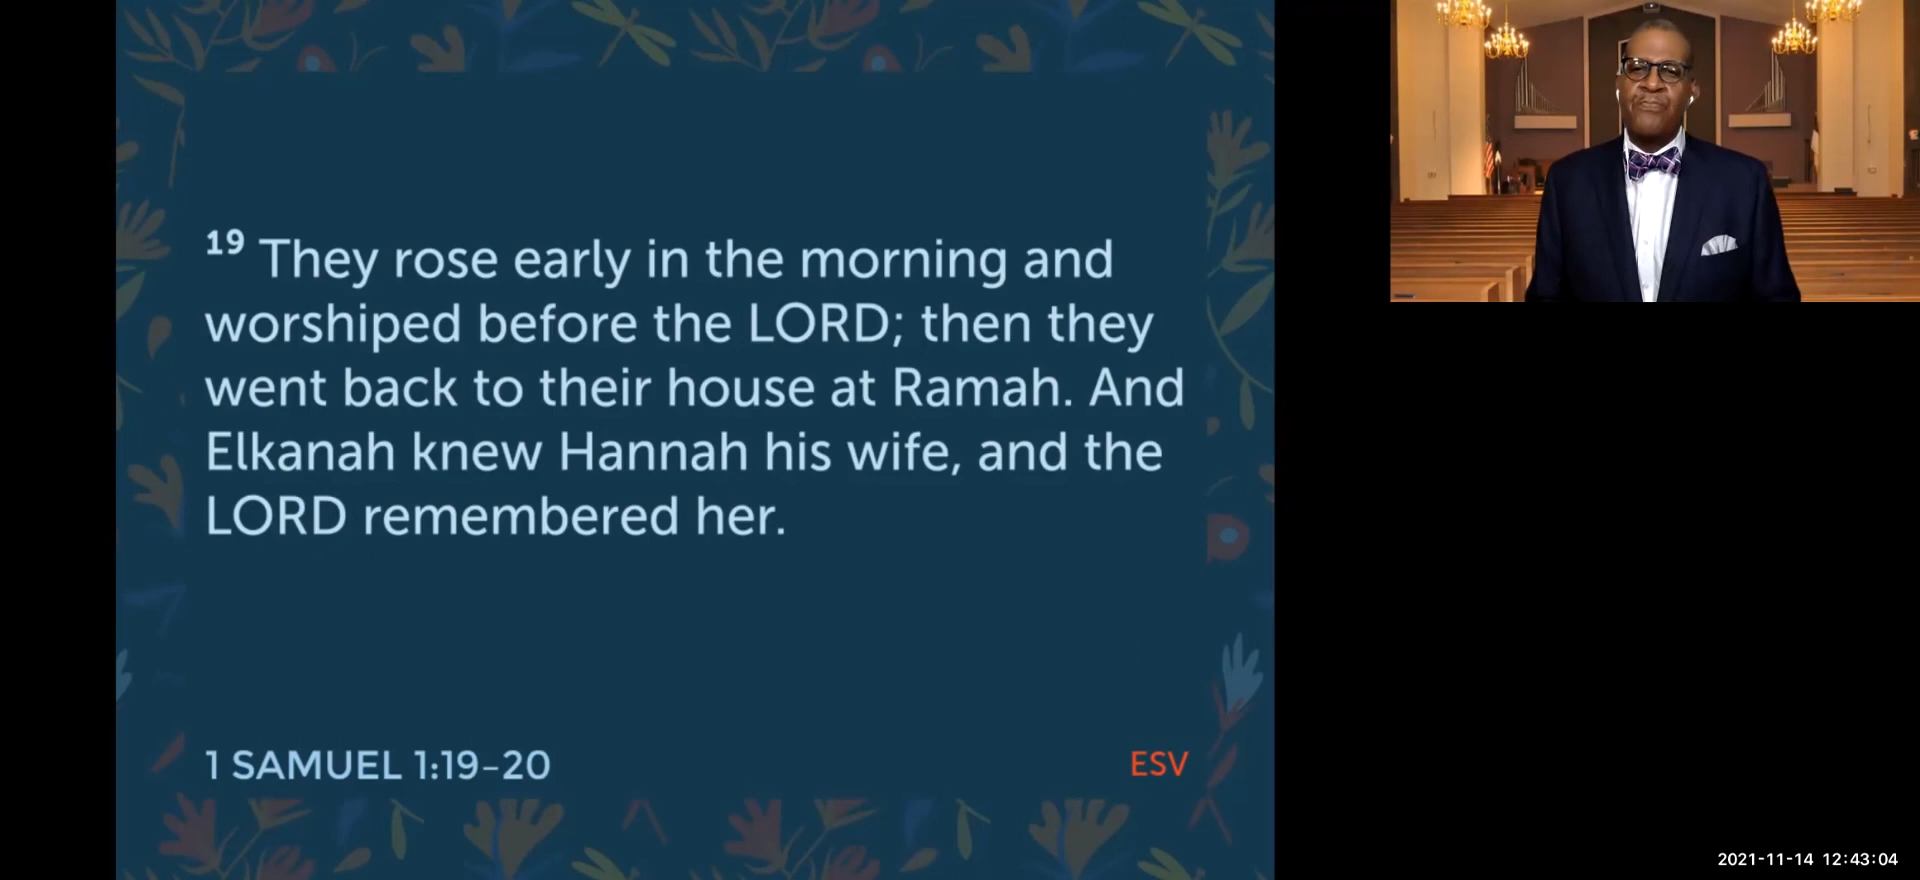 19 They rose early in the morning and
worshiped before the LORD; then they
went back to their house at Ramah. And
Elkanah knew Hannah his wife, and the
LORD remembered her.
1 SAMUEL 1:19-20
ESV
2021-11-14 12:43:04